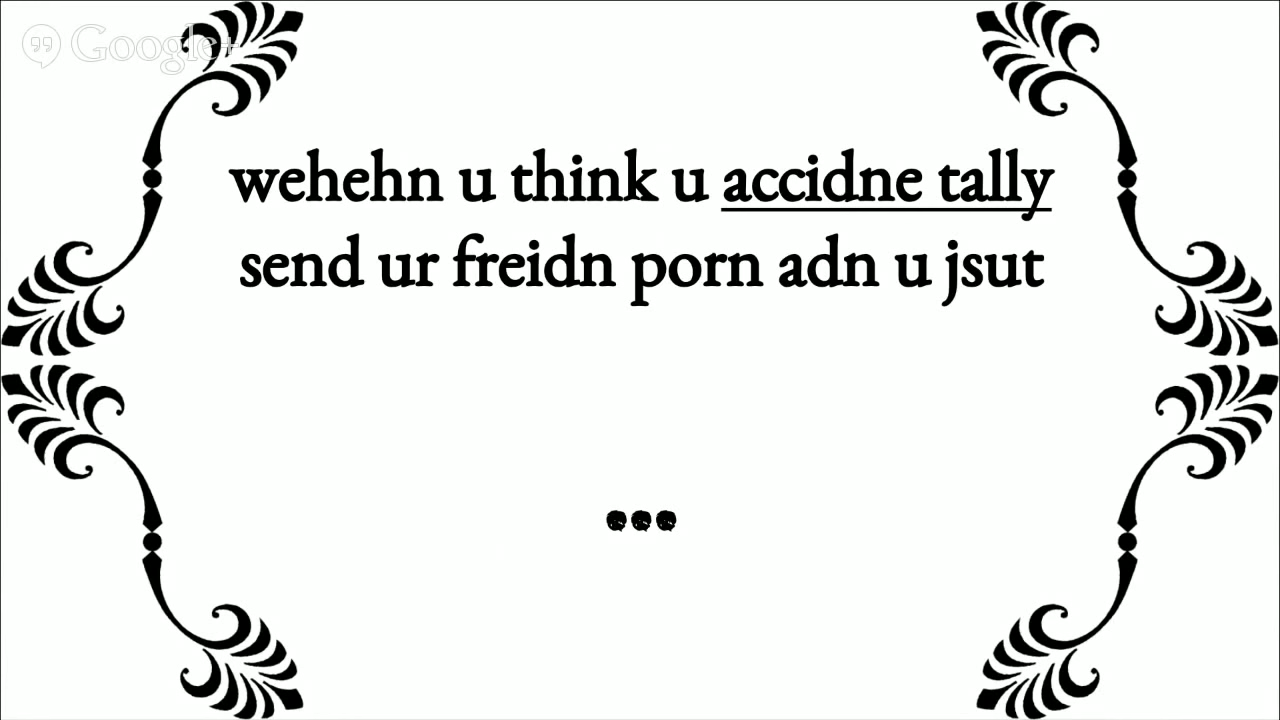 Google+
wehehn u think u accidne tally
send ur freidn porn adn u jsut
...